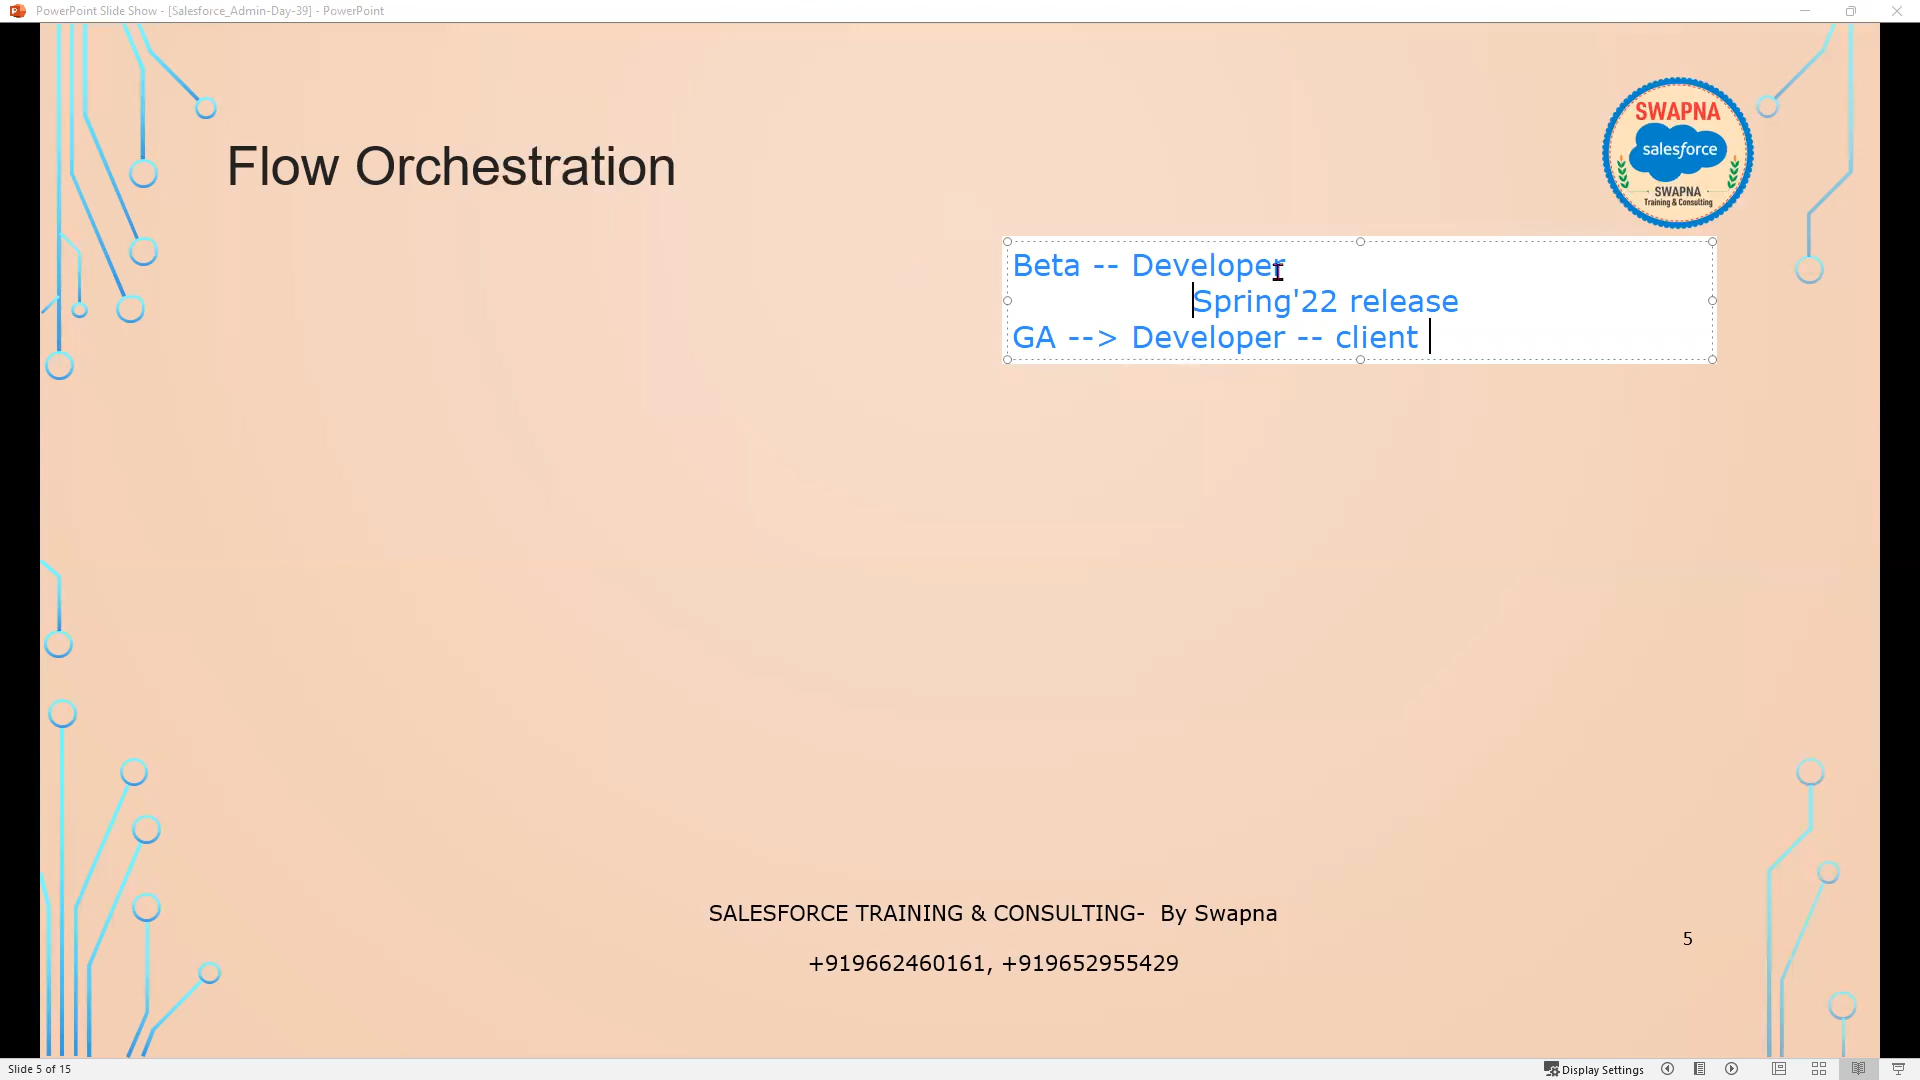 PowerPoint Slide Show - [Salesforce_Admin-Day-39] - PowerPoint
Flow Orchestration
SWAPNA
salesforce
SWAPNA
Training & Consulting
Beta -- Developer
Spring'22 release
GA --> Developer -- client
SALESFORCE TRAINING & CONSULTING-  By Swapna
+919662460161, +919652955429
5
Slide 5 of 15
Display Settings